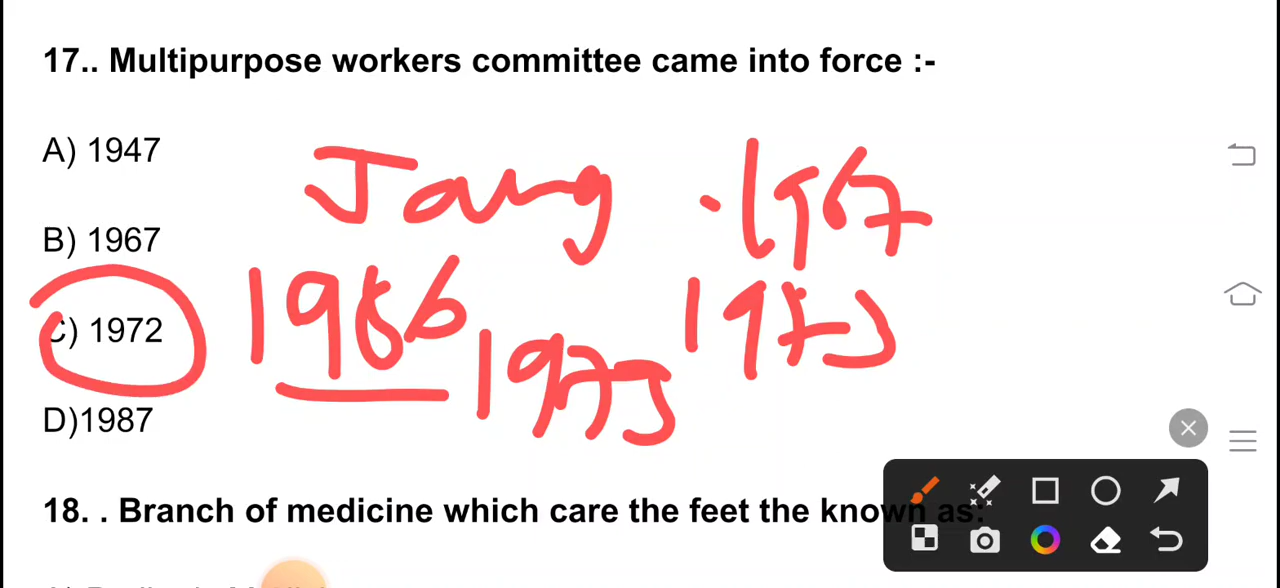 17.. Multipurpose workers committee came into force :-
A) 1947
Jang 1967
B) 1967
1966
1973
C) 1972
1975
D)1987
18. . Branch of medicine which care the feet the known as: